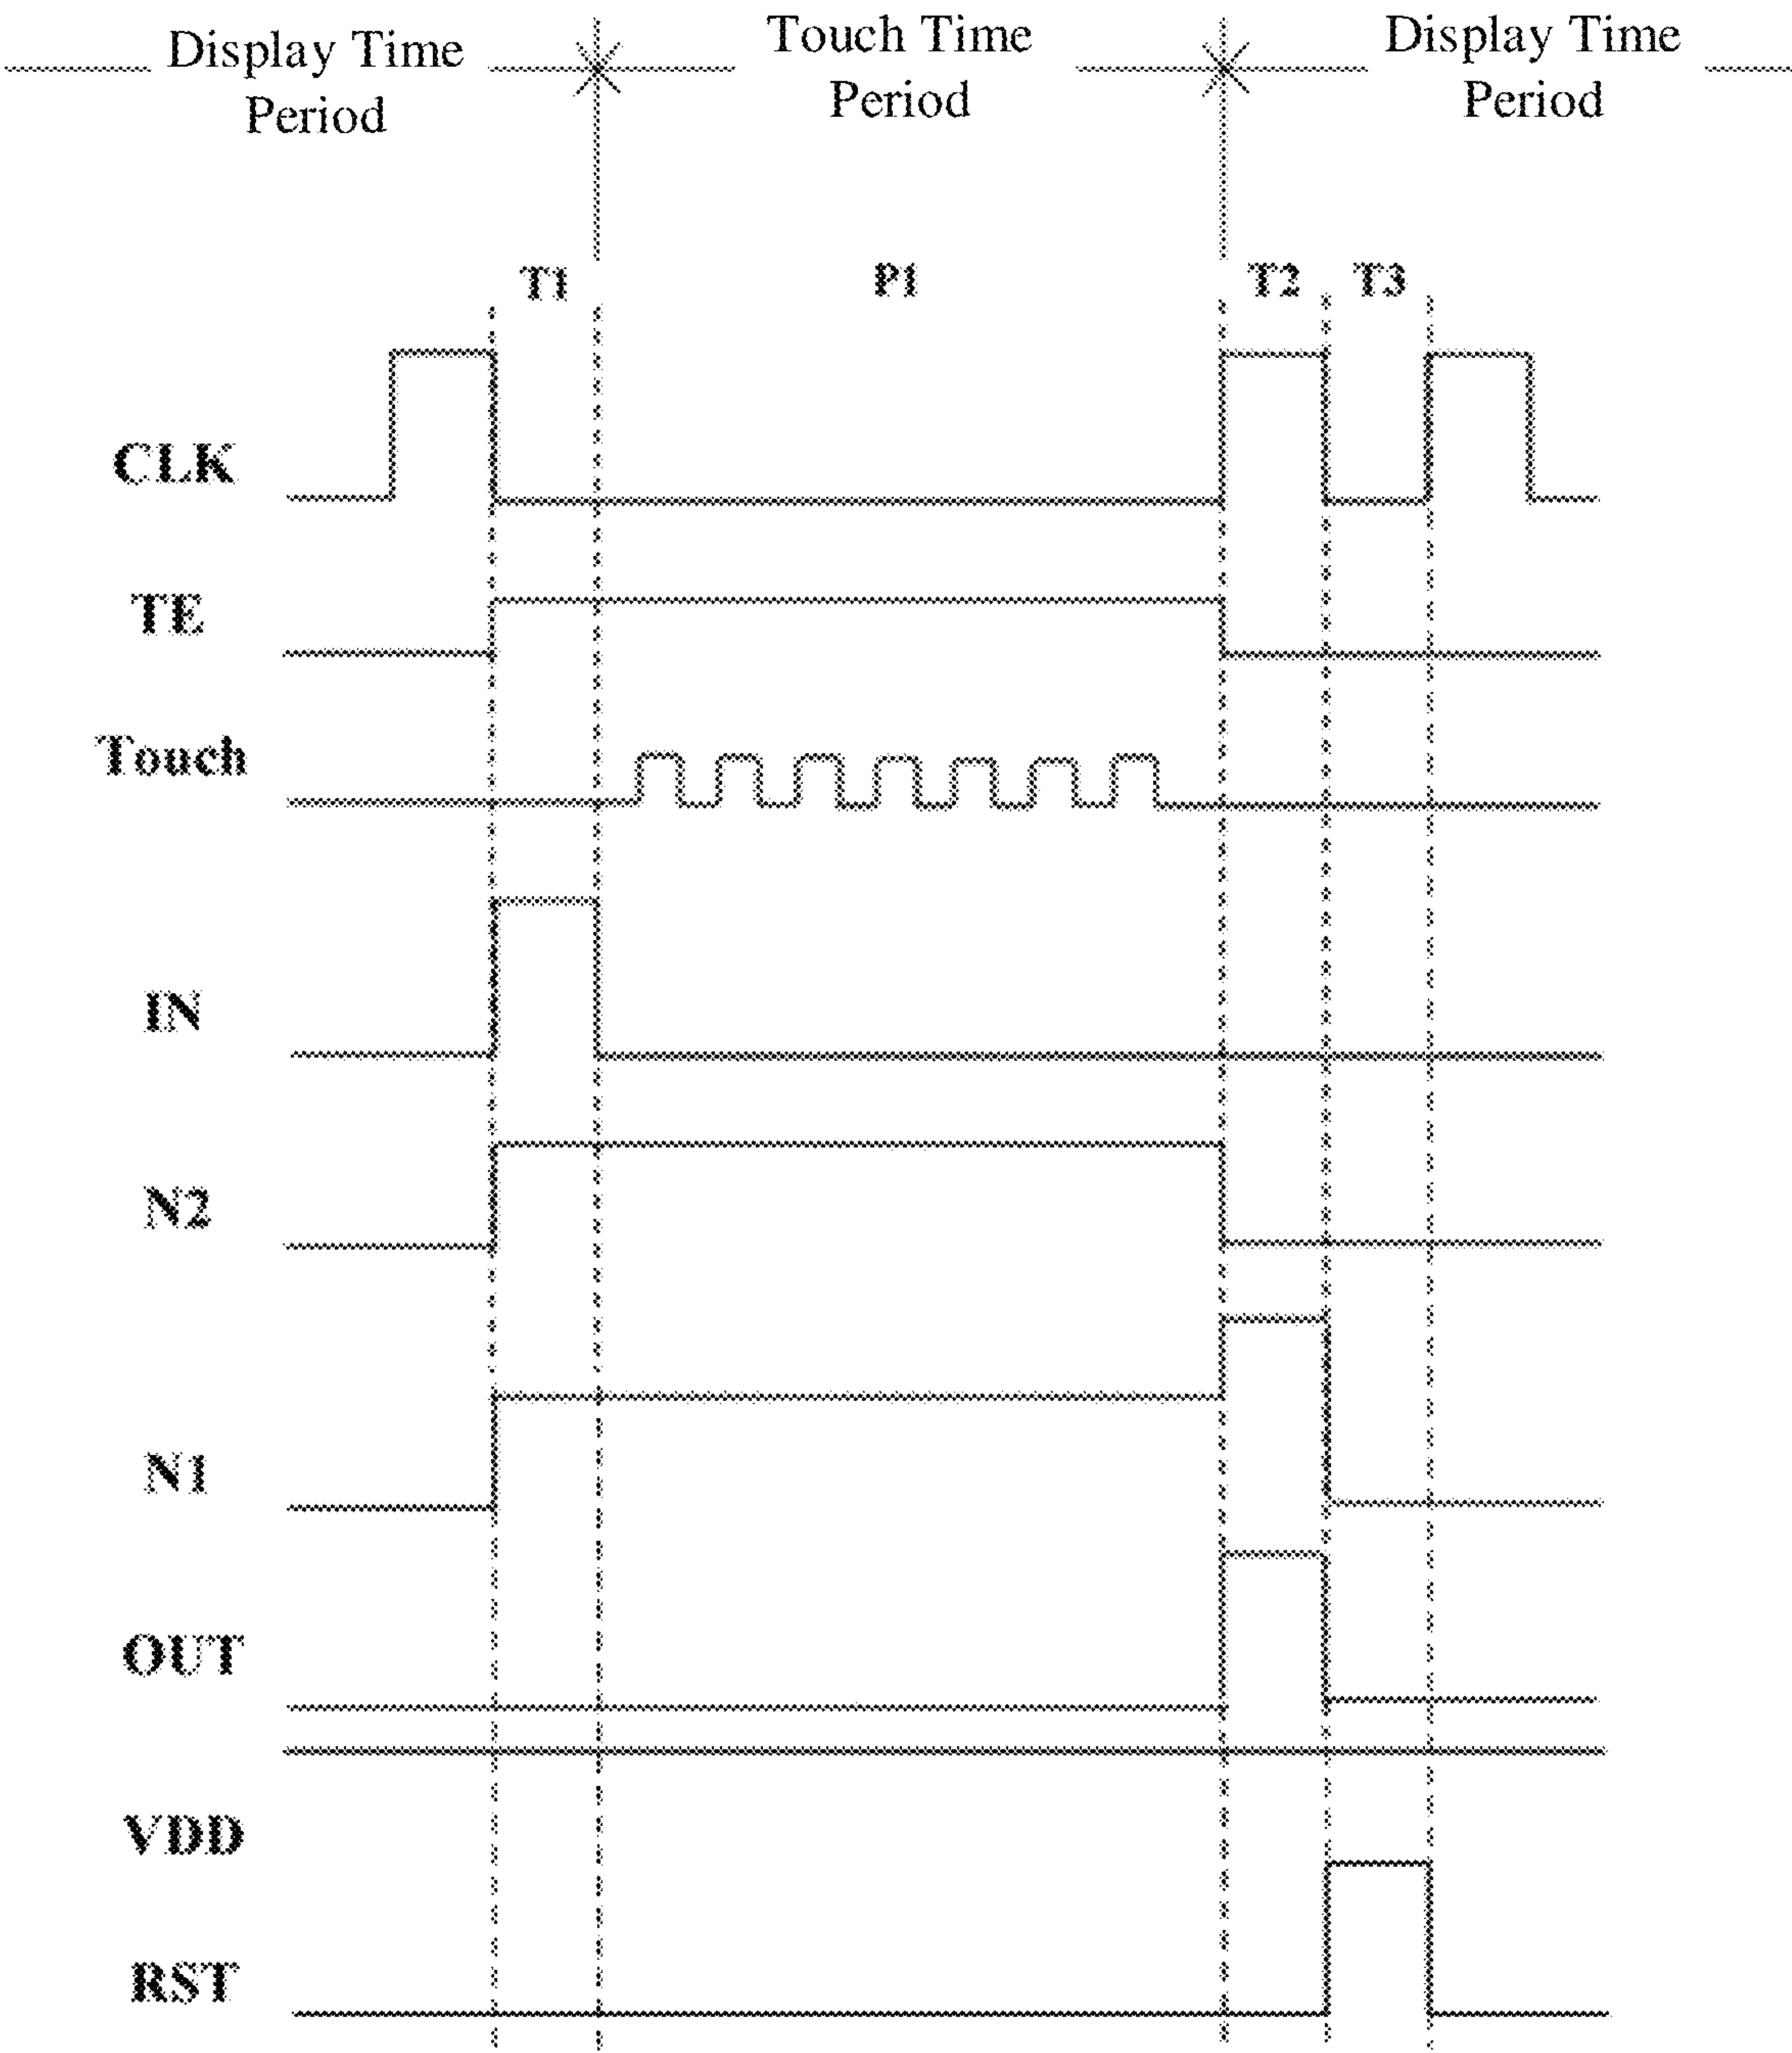 Display Time
Period
Touch Time
Period
Display Time
Period
T1
P1
T2
T3
CLK
TE
Touch
IN
N2
N1
OUT
VDD
RST